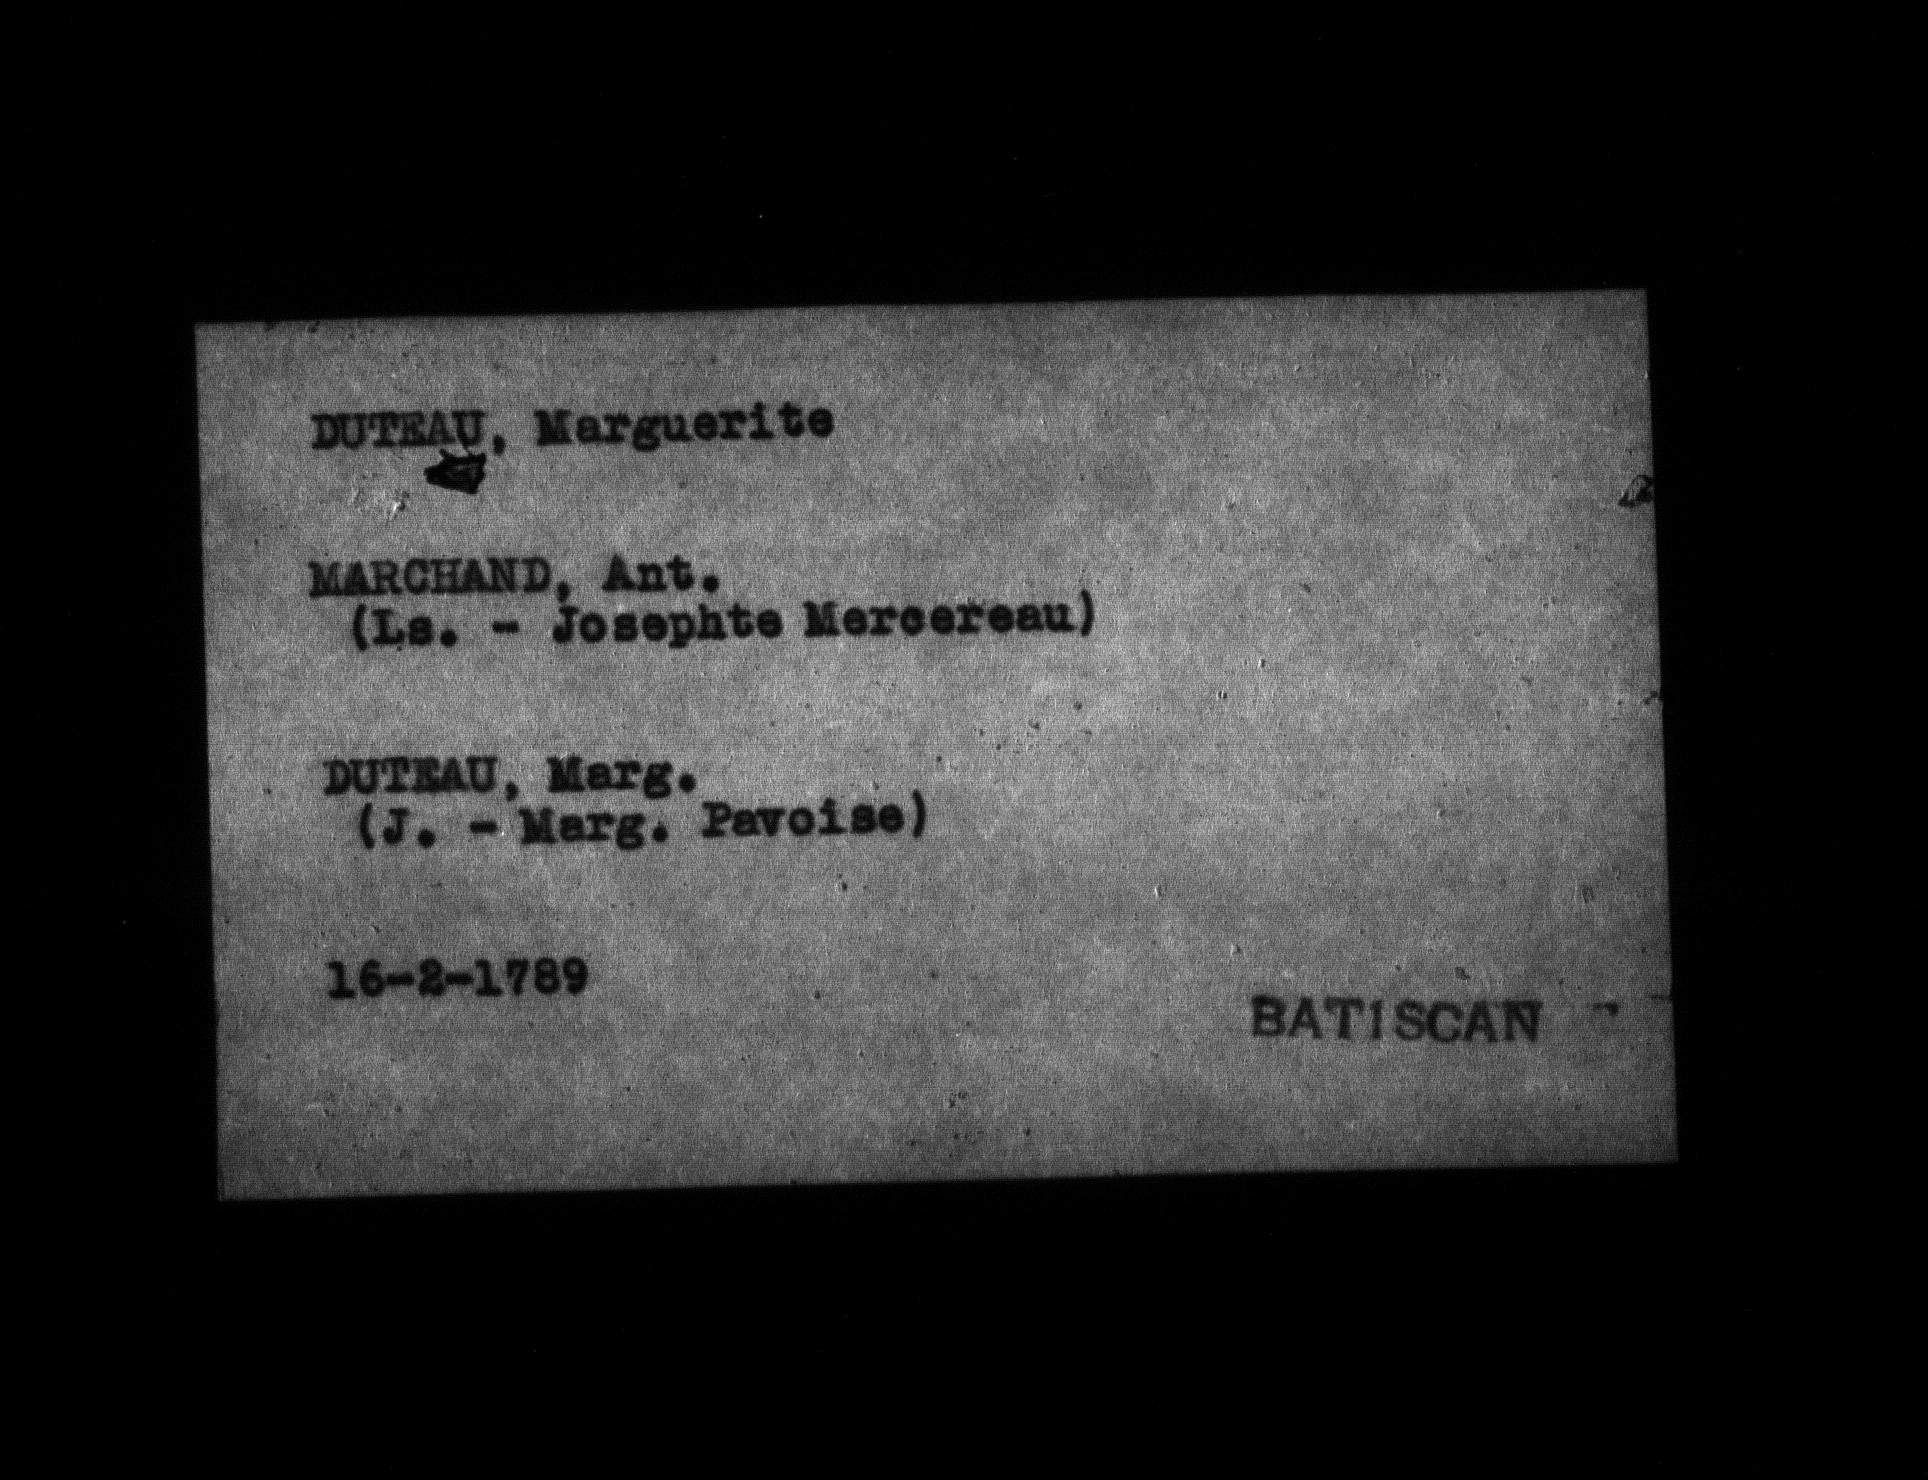 DUTEAU, Marguerite
MARCHAND, Ant.
(Ls. - Josephte Mercereau)
DUTEAU, Marg.
(J. - Marg. Pavoise)
16-2-1789
BATISCAN